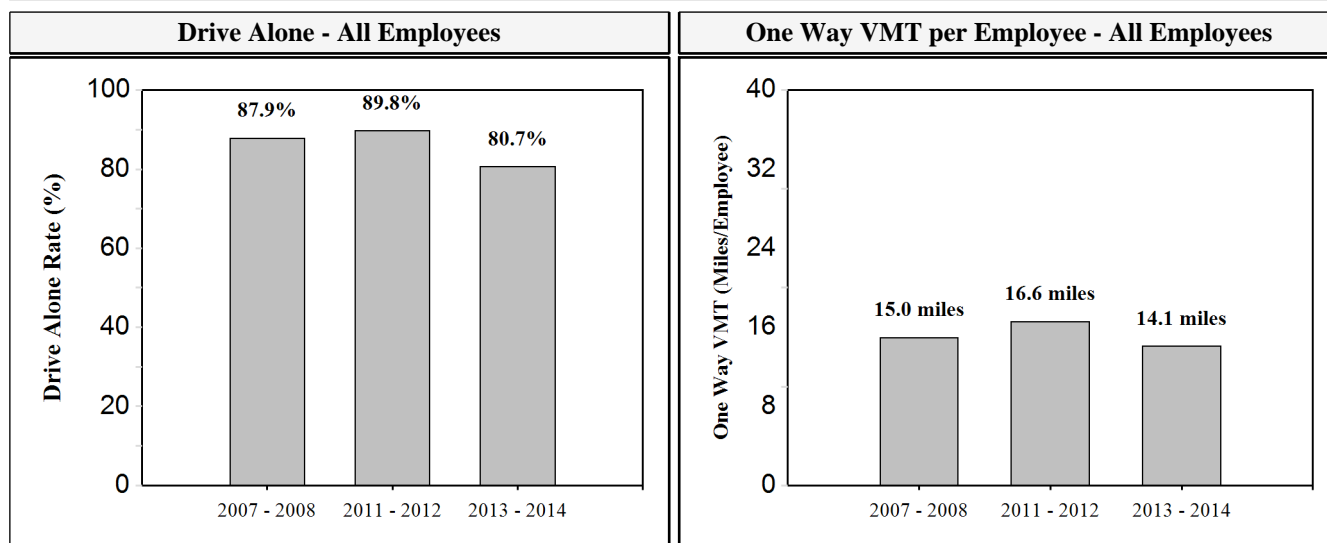 Drive Alone - All Employees
One Way VMT per Employee - All Employees
Drive Alone Rate (%)
100
80
60
40
20
0
87.9%
89.8%
80.7%
2007 - 2008
2011 - 2012
2013 - 2014
One Way VMT (Miles/Employee)
40
32
24
16
8
0
15.0 miles
16.6 miles
14.1 miles
2007 - 2008
2011 - 2012
2013 - 2014